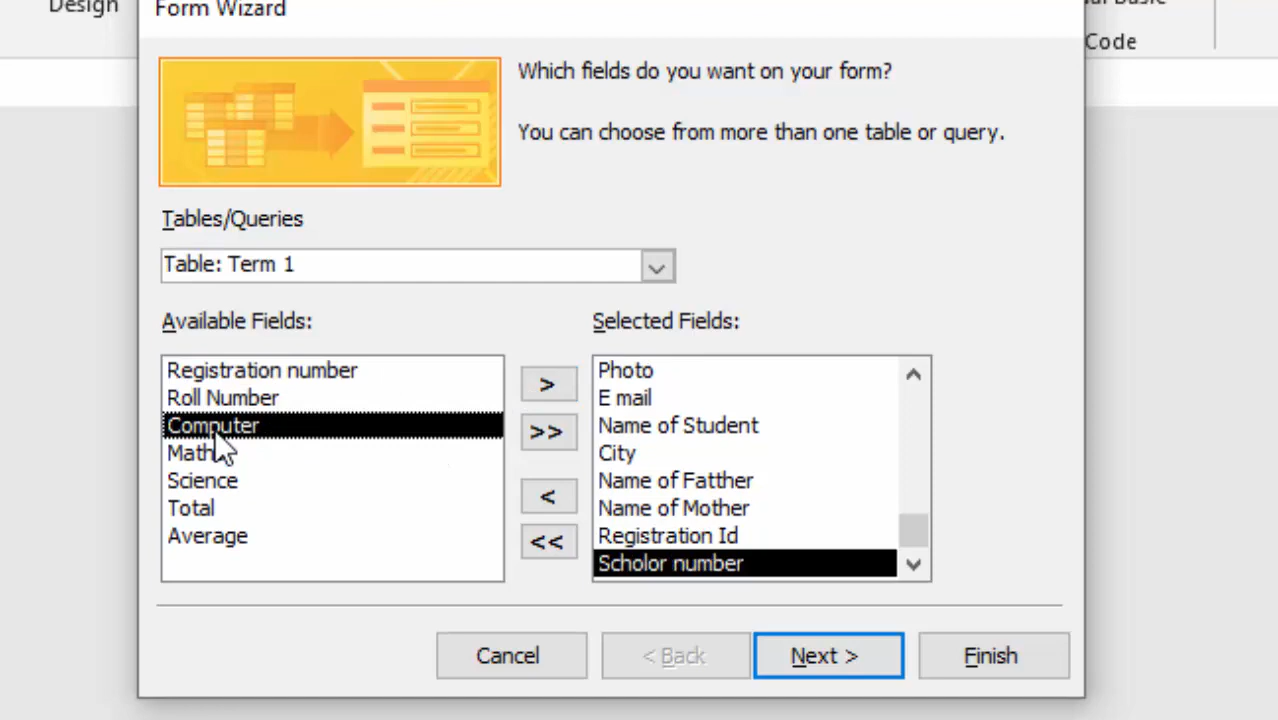 Design
Form Wizard
Code
Which fields do you want on your form?
You can choose from more than one table or query.
Tables/Queries
Table: Term 1
Available Fields:
Selected Fields:
Registration number
Roll Number
Computer
Math
Science
Total
Average
>
>>
<
<<
Photo
E mail
Name of Student
City
Name of Fatther
Name of Mother
Registration Id
Scholor number
Cancel
< Back
Next >
Finish